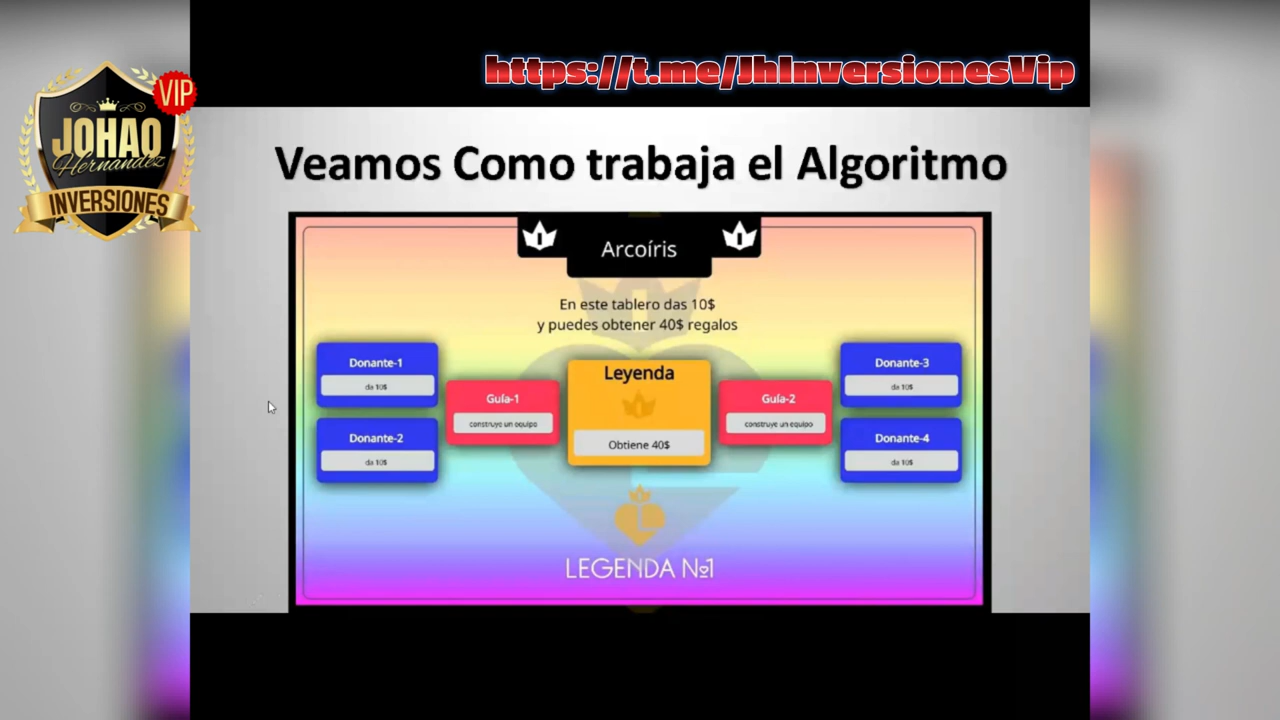 https://t.me/JhInversionesVip
VIP
JOHAO
Hernandez
INVERSIONES
Veamos Como trabaja el Algoritmo
Arcoíris
En este tablero das 10$
y puedes obtener 40$ regalos
Donante-1
da 10$
Donante-2
da 10$
Guía-1
construye un equipo
Leyenda
Obtiene 40$
Guía-2
construye un equipo
Donante-3
da 10$
Donante-4
da 10$
LEGENDA №1